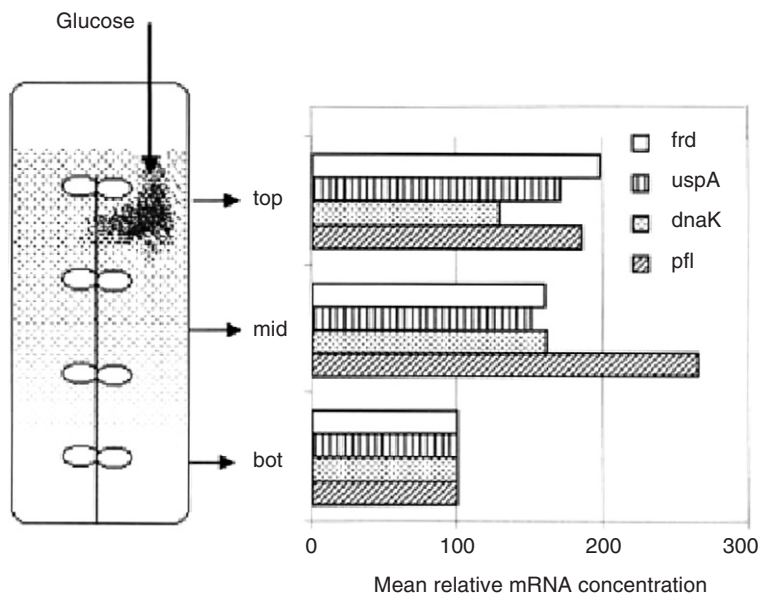 Glucose
top
mid
bot
frd
uspA
dnaK
pfl
0 100 200 300
Mean relative mRNA concentration